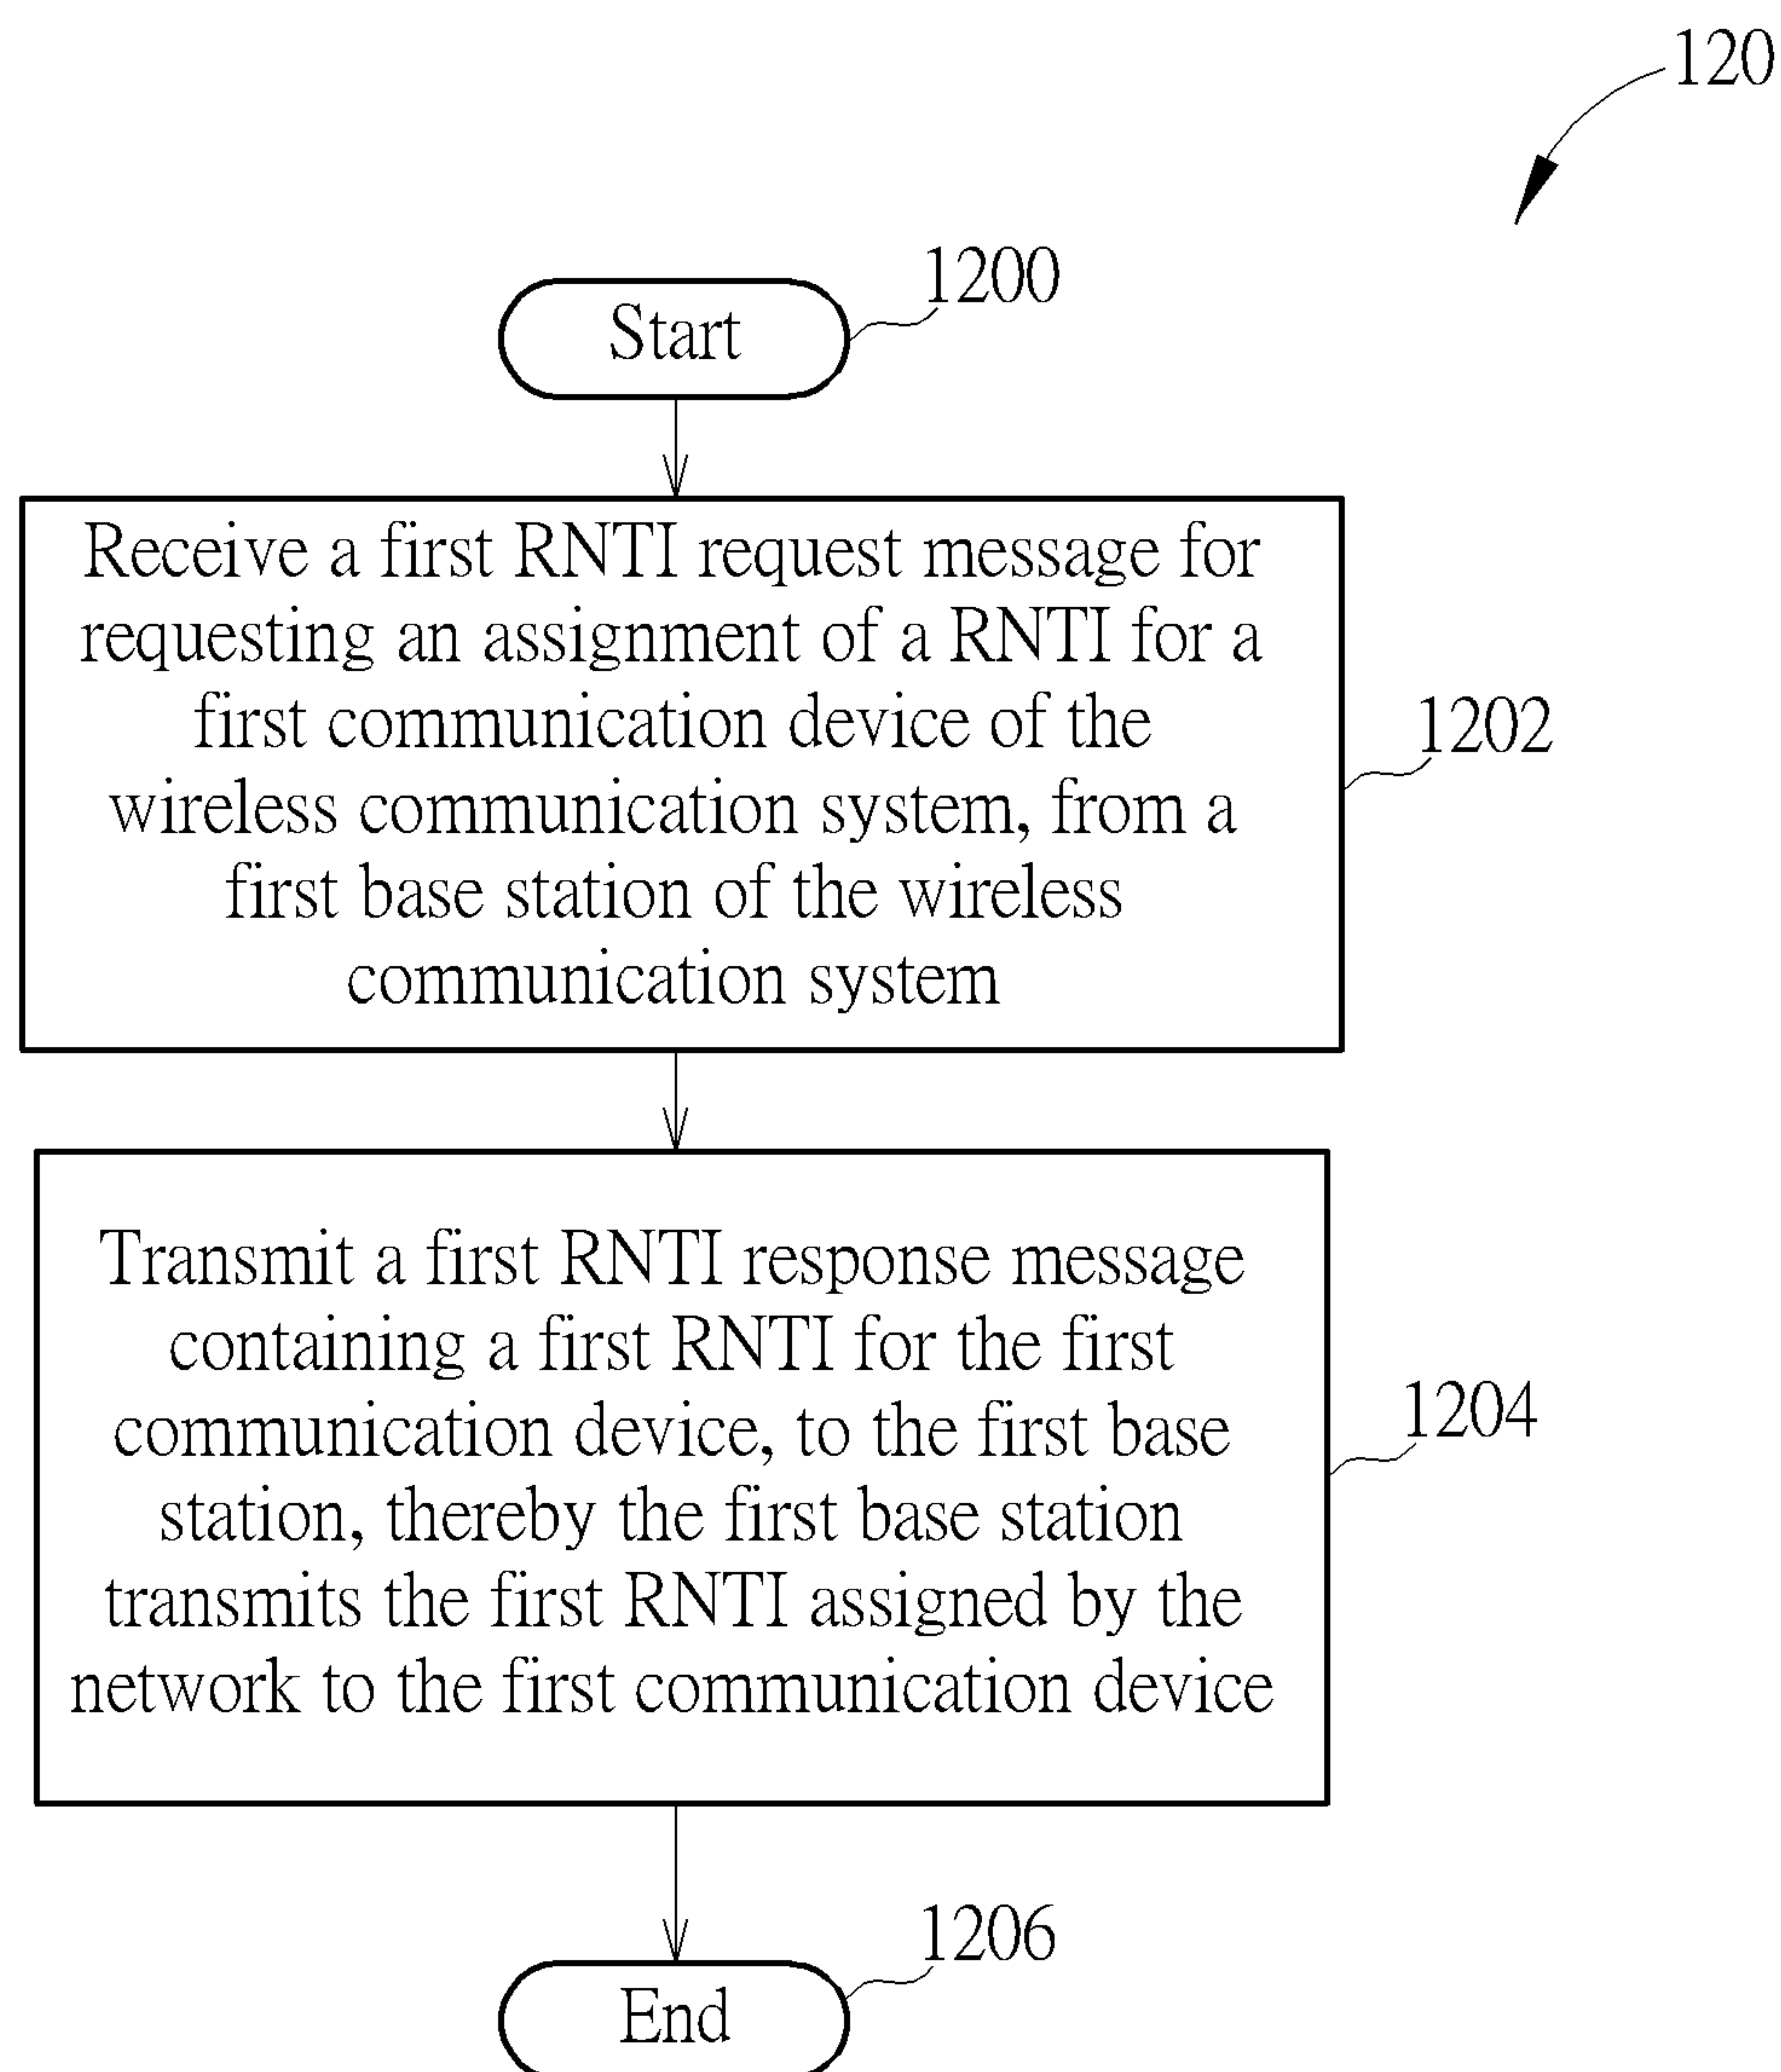 120
1200
Start
Receive a first RNTI request message for
requesting an assignment of a RNTI for a
first communication device of the
wireless communication system, from a
first base station of the wireless
communication system
1202
Transmit a first RNTI response message
containing a first RNTI for the first
communication device, to the first base
station, thereby the first base station
transmits the first RNTI assigned by the
network to the first communication device
1204
1206
End